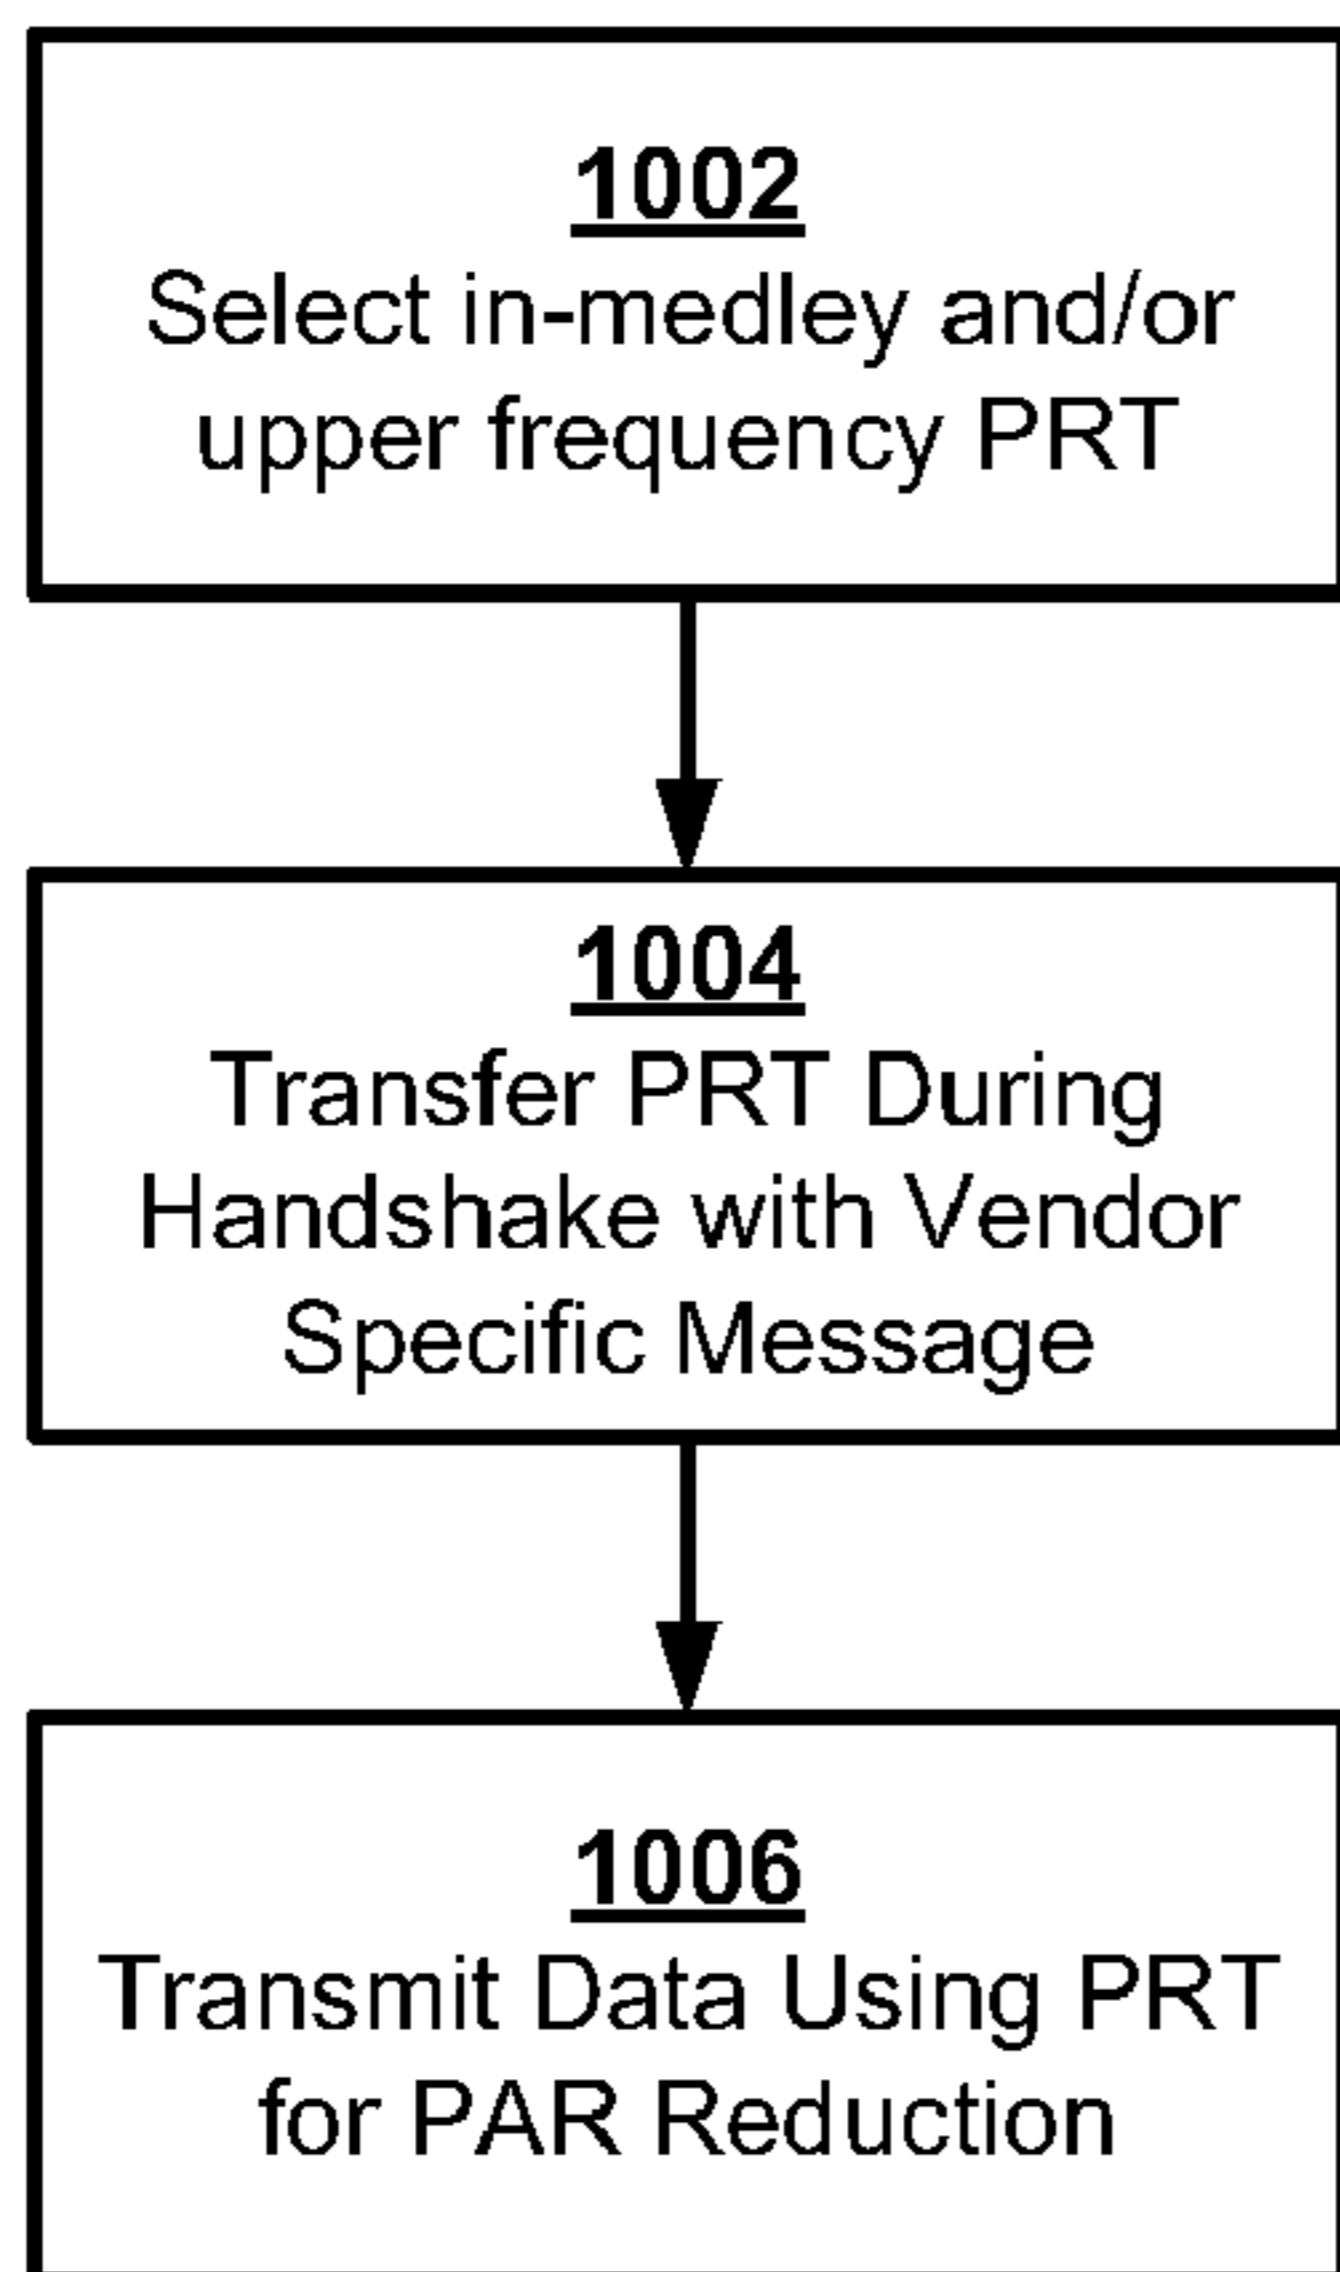 1002
Select in-medley and/or
upper frequency PRT
1004
Transfer PRT During
Handshake with Vendor
Specific Message
1006
Transmit Data Using PRT
for PAR Reduction